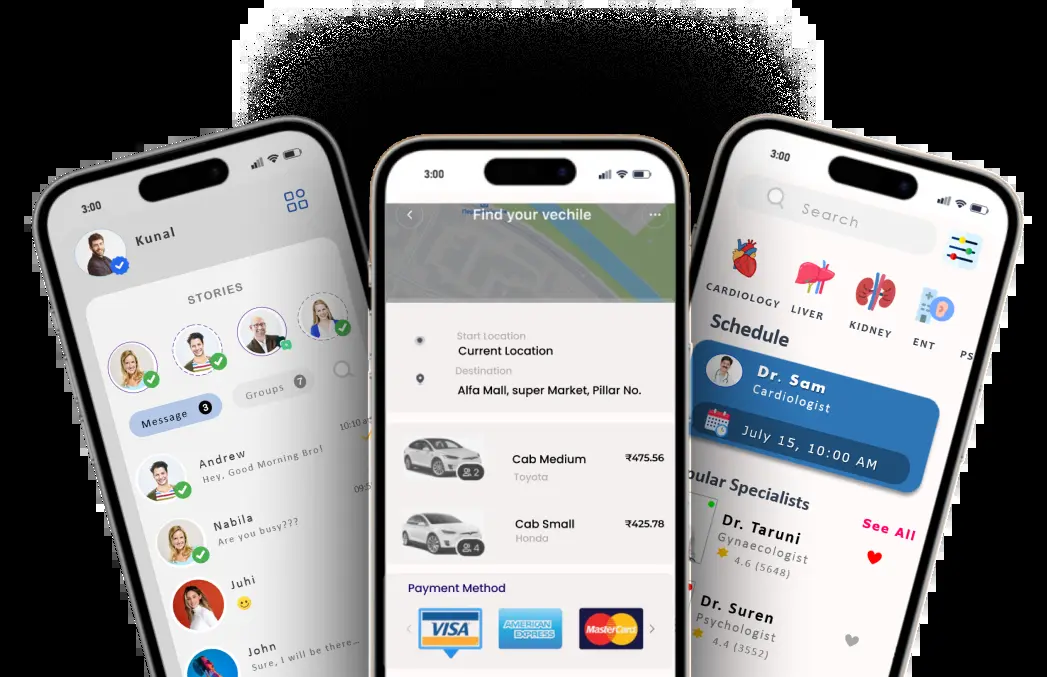 3:00
Kunal
STORIES
Message 3
Groups 7
10:10 a
Andrew
Hey, Good Morning Bro!
09:5
Nabila
Are you busy???
Juhi
John
Sure, I will be there...
3:00
Find your vechile
Start Location
Current Location
Destination
Alfa Mall, super Market, Pillar No.
Cab Medium ₹475.56
Toyota
2
Cab Small ₹425.78
Honda
4
Payment Method
VISA
AMERICAN EXPRESS
MasterCard
3:00
Search
CARDIOLOGY
LIVER
KIDNEY
ENT
PS
Schedule
Dr. Sam
Cardiologist
July 15, 10:00 AM
pular Specialists
See All
Dr. Taruni
Gynaecologist
4.6 (5648)
Dr. Suren
Psychologist
4.4 (3552)